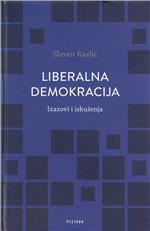 Slaven Ravlić
LIBERALNA
DEMOKRACIJA
Izazovi i iskušenja
PLEJADA